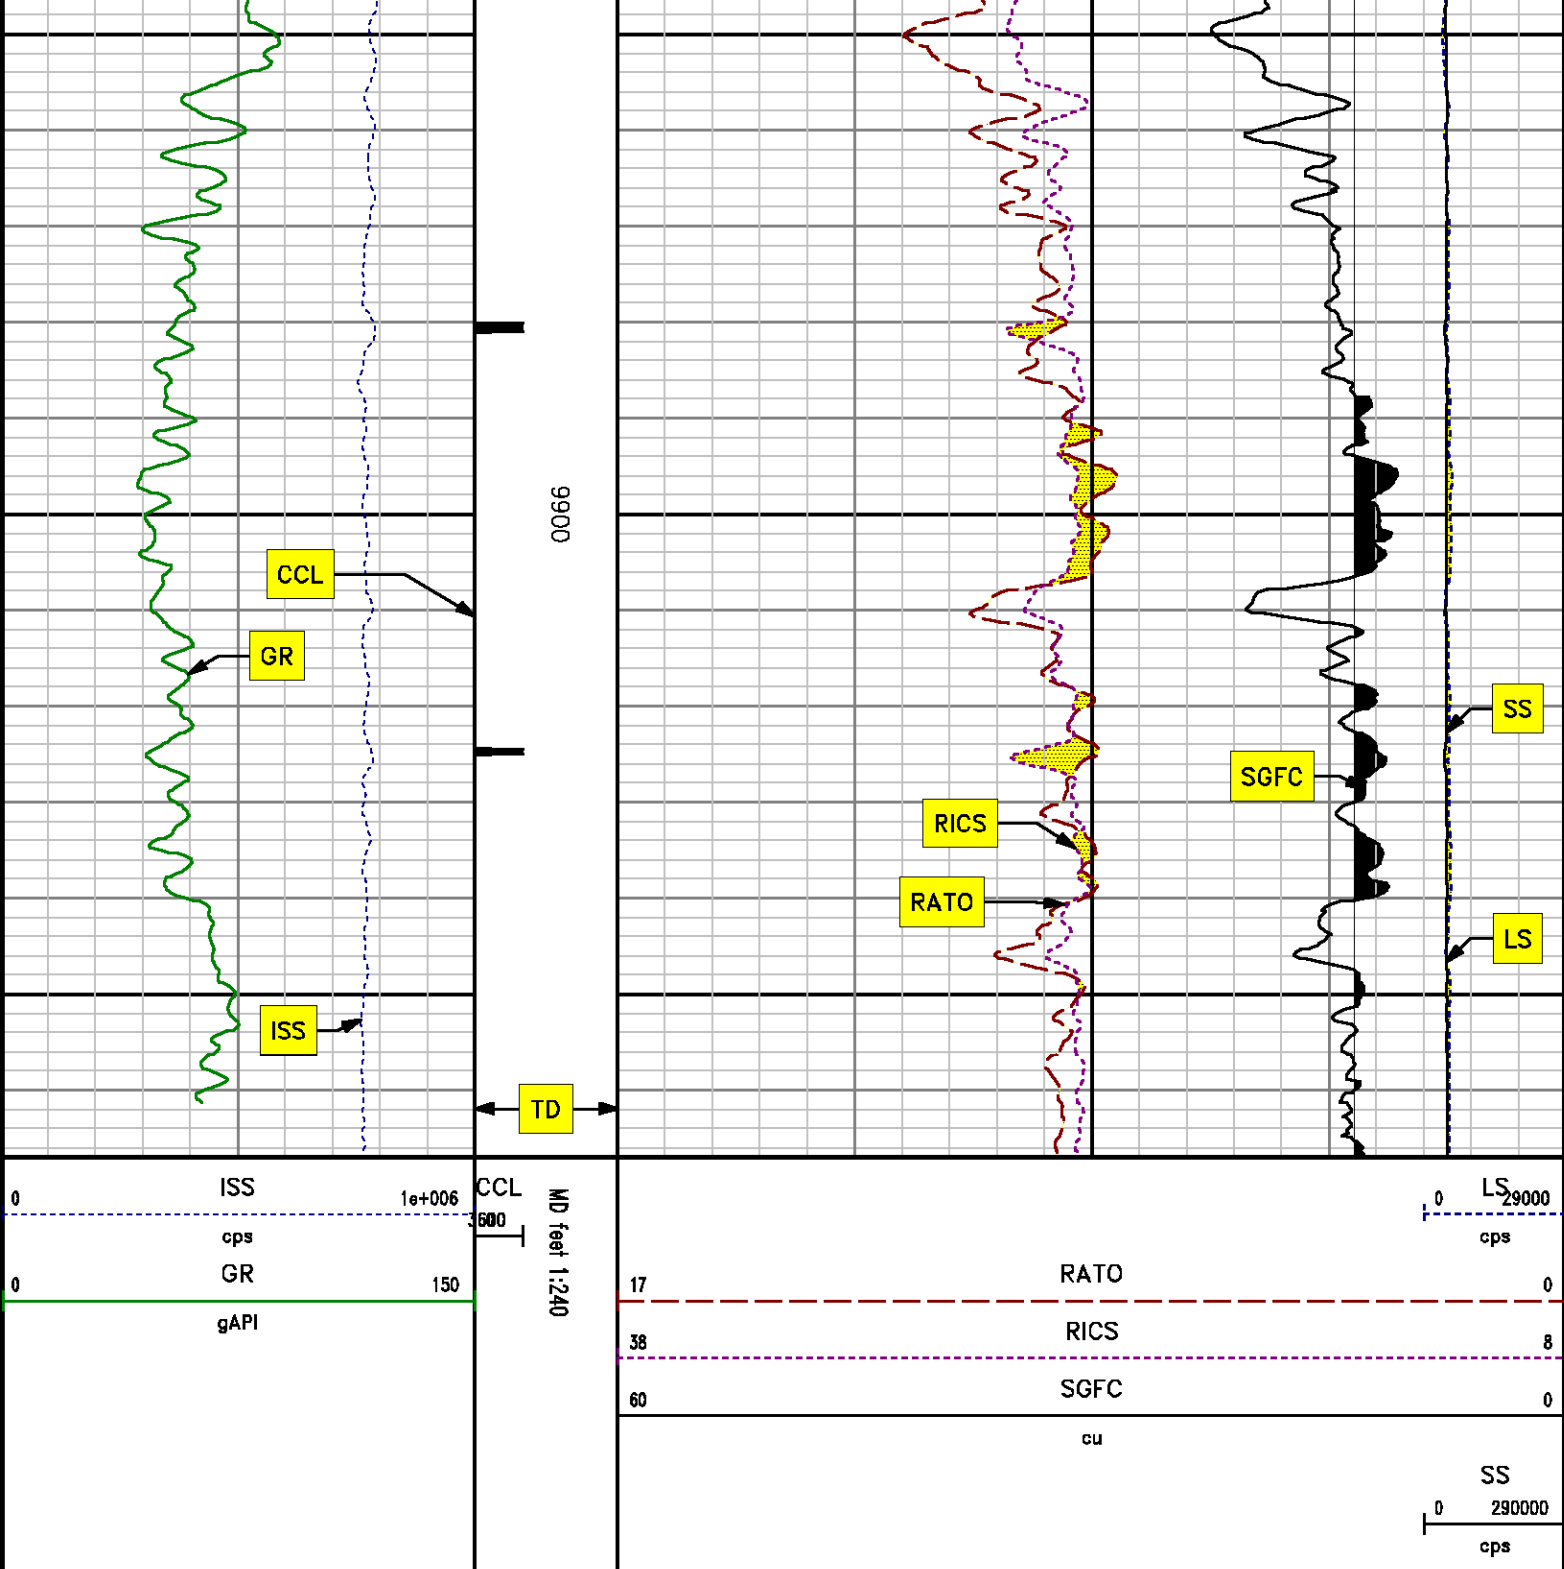 9900
CCL
GR
SS
SGFC
RICS
RATO
LS
ISS
TD
ISS
0 1e+006
cps
GR
0 150
gAPI
CCL
MD feet 1:240
LS
0 29000
cps
RATO
17 0
RICS
38 8
SGFC
60 0
cu
SS
0 290000
cps